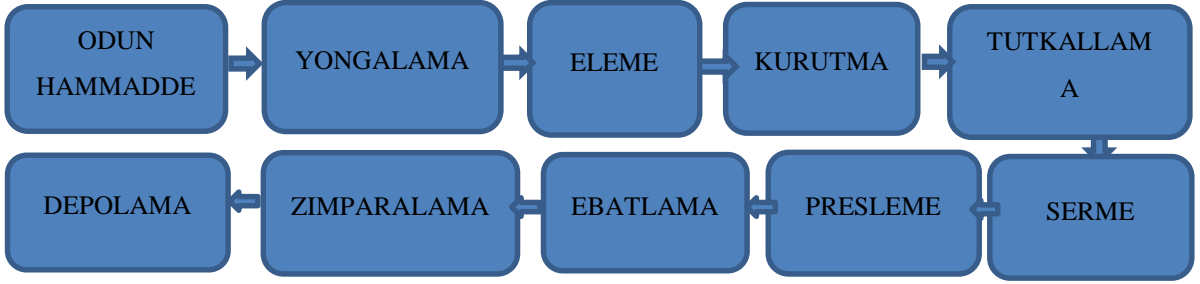 ODUN
HAMMADDE
YONGALAMA
ELEME
KURUTMA
TUTKALLAM
A
SERME
PRESLEME
EBATLAMA
ZIMPARALAMA
DEPOLAMA